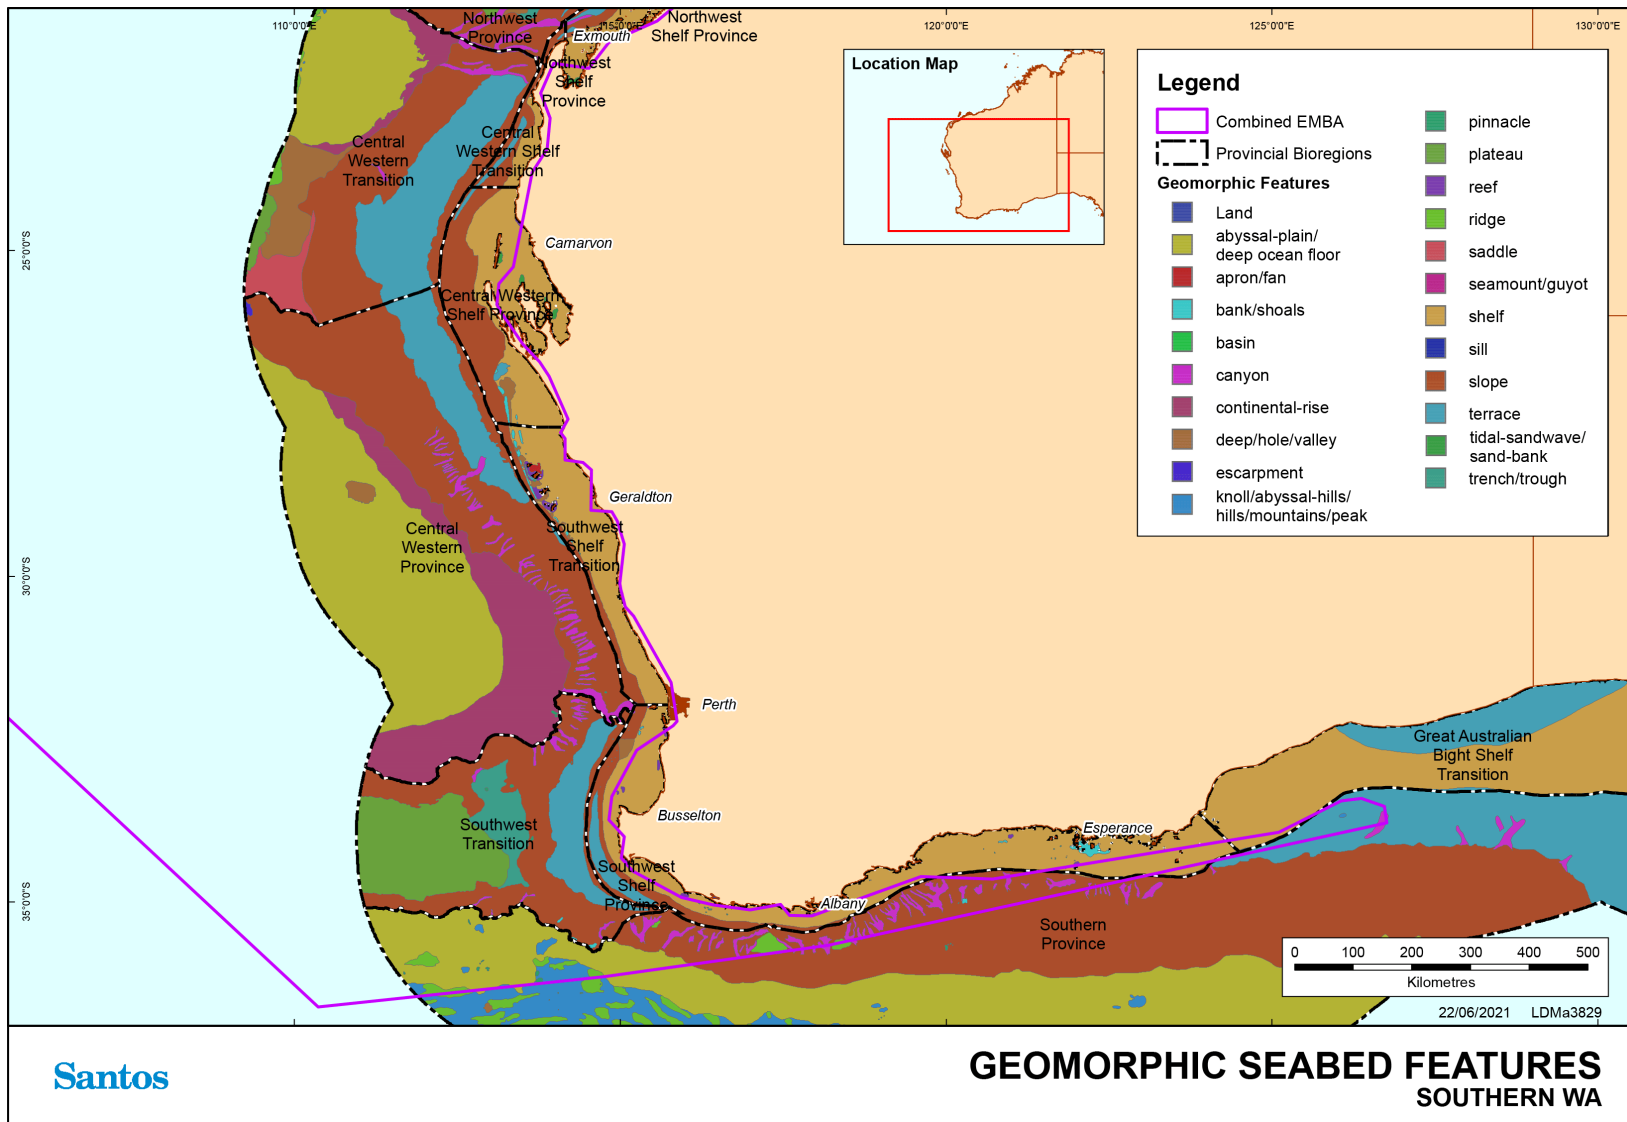 110°0'0"E
115°0'0"E
120°0'0"E
125°0'0"E
130°0'0"E
25°0'0"S
30°0'0"S
35°0'0"S
Northwest
Province
Northwest
Shelf Province
Exmouth
Northwest
Shelf
Province
Central
Western
Transition
Central
Western Shelf
Transition
Carnarvon
Central Western
Shelf Province
Geraldton
Southwest
Shelf
Transition
Central
Western
Province
Perth
Southwest
Transition
Busselton
Southwest
Shelf
Province
Albany
Esperance
Great Australian
Bight Shelf
Transition
Southern
Province
Location Map
Legend
Combined EMBA
Provincial Bioregions
Geomorphic Features
Land
abyssal-plain/
deep ocean floor
apron/fan
bank/shoals
basin
canyon
continental-rise
deep/hole/valley
escarpment
knoll/abyssal-hills/
hills/mountains/peak
pinnacle
plateau
reef
ridge
saddle
seamount/guyot
shelf
sill
slope
terrace
tidal-sandwave/
sand-bank
trench/trough
0 100 200 300 400 500
Kilometres
22/06/2021 LDMa3829
Santos
GEOMORPHIC SEABED FEATURES
SOUTHERN WA